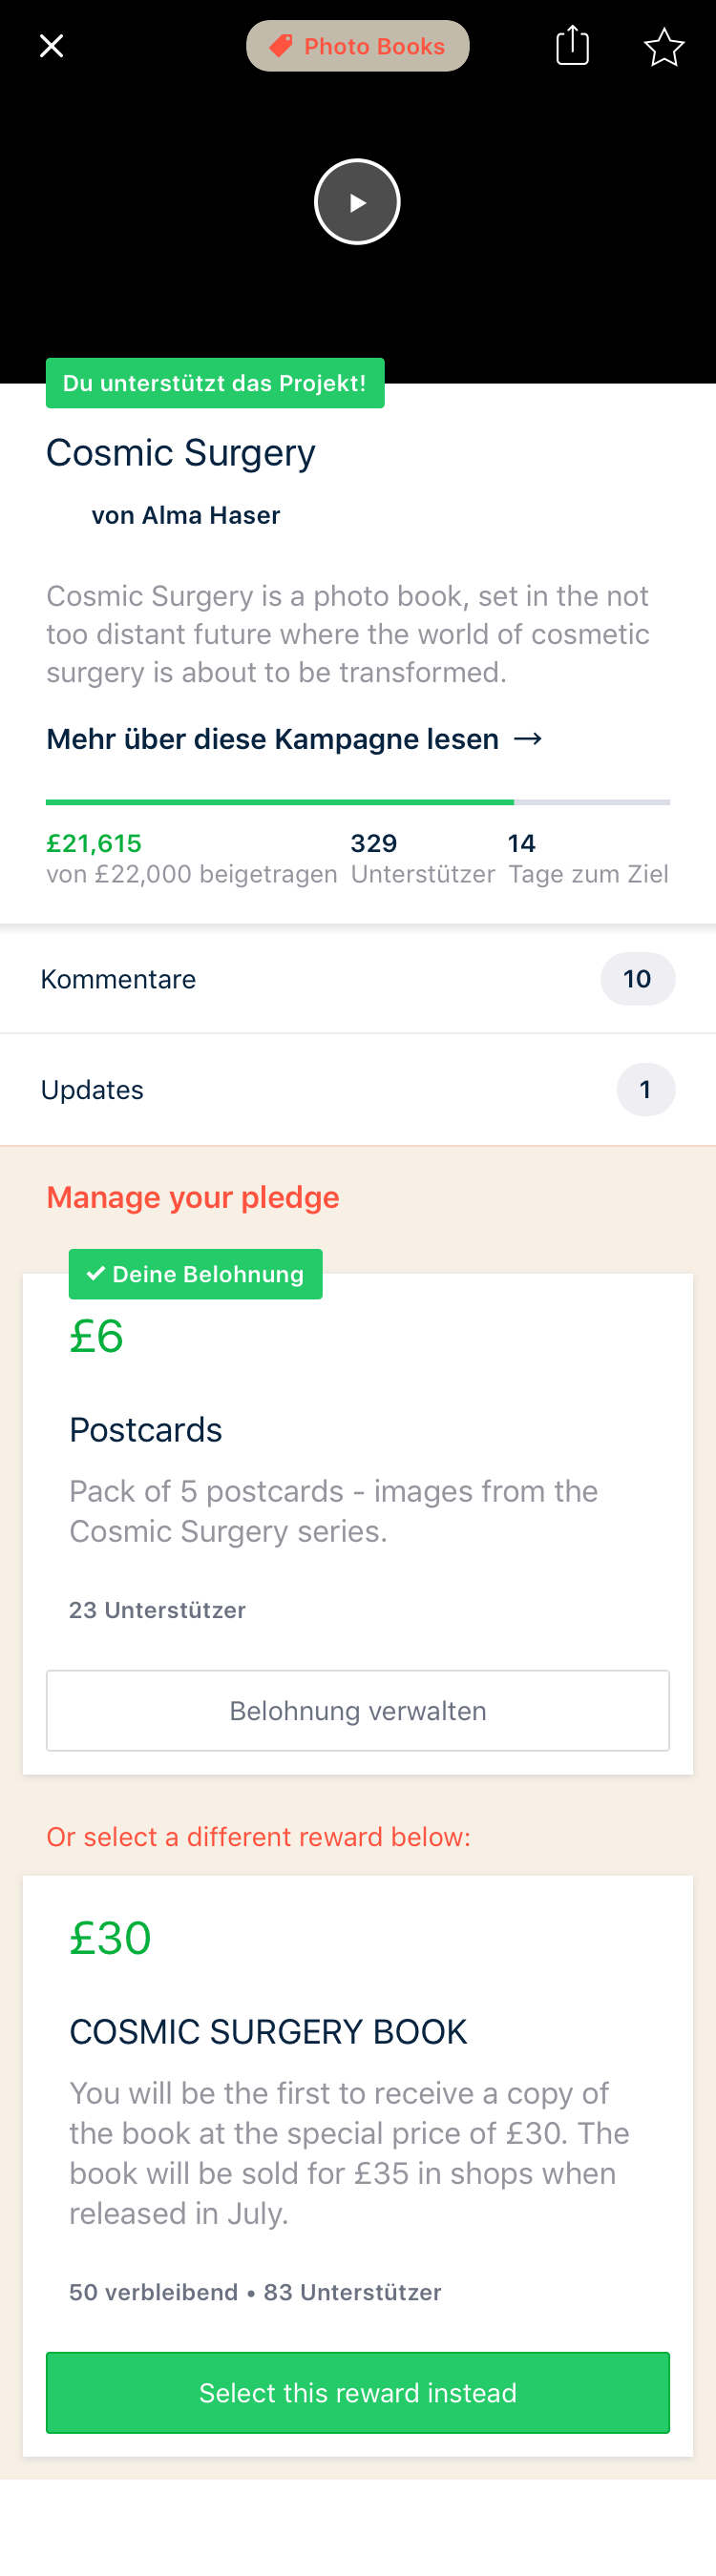 Photo Books
Du unterstützt das Projekt!
Cosmic Surgery
von Alma Haser
Cosmic Surgery is a photo book, set in the not
too distant future where the world of cosmetic
surgery is about to be transformed.
Mehr über diese Kampagne lesen →
£21,615
von £22,000 beigetragen
329
Unterstützer
14
Tage zum Ziel
Kommentare
10
Updates
1
Manage your pledge
Deine Belohnung
£6
Postcards
Pack of 5 postcards - images from the
Cosmic Surgery series.
23 Unterstützer
Belohnung verwalten
Or select a different reward below:
£30
COSMIC SURGERY BOOK
You will be the first to receive a copy of
the book at the special price of £30. The
book will be sold for £35 in shops when
released in July.
50 verbleibend • 83 Unterstützer
Select this reward instead